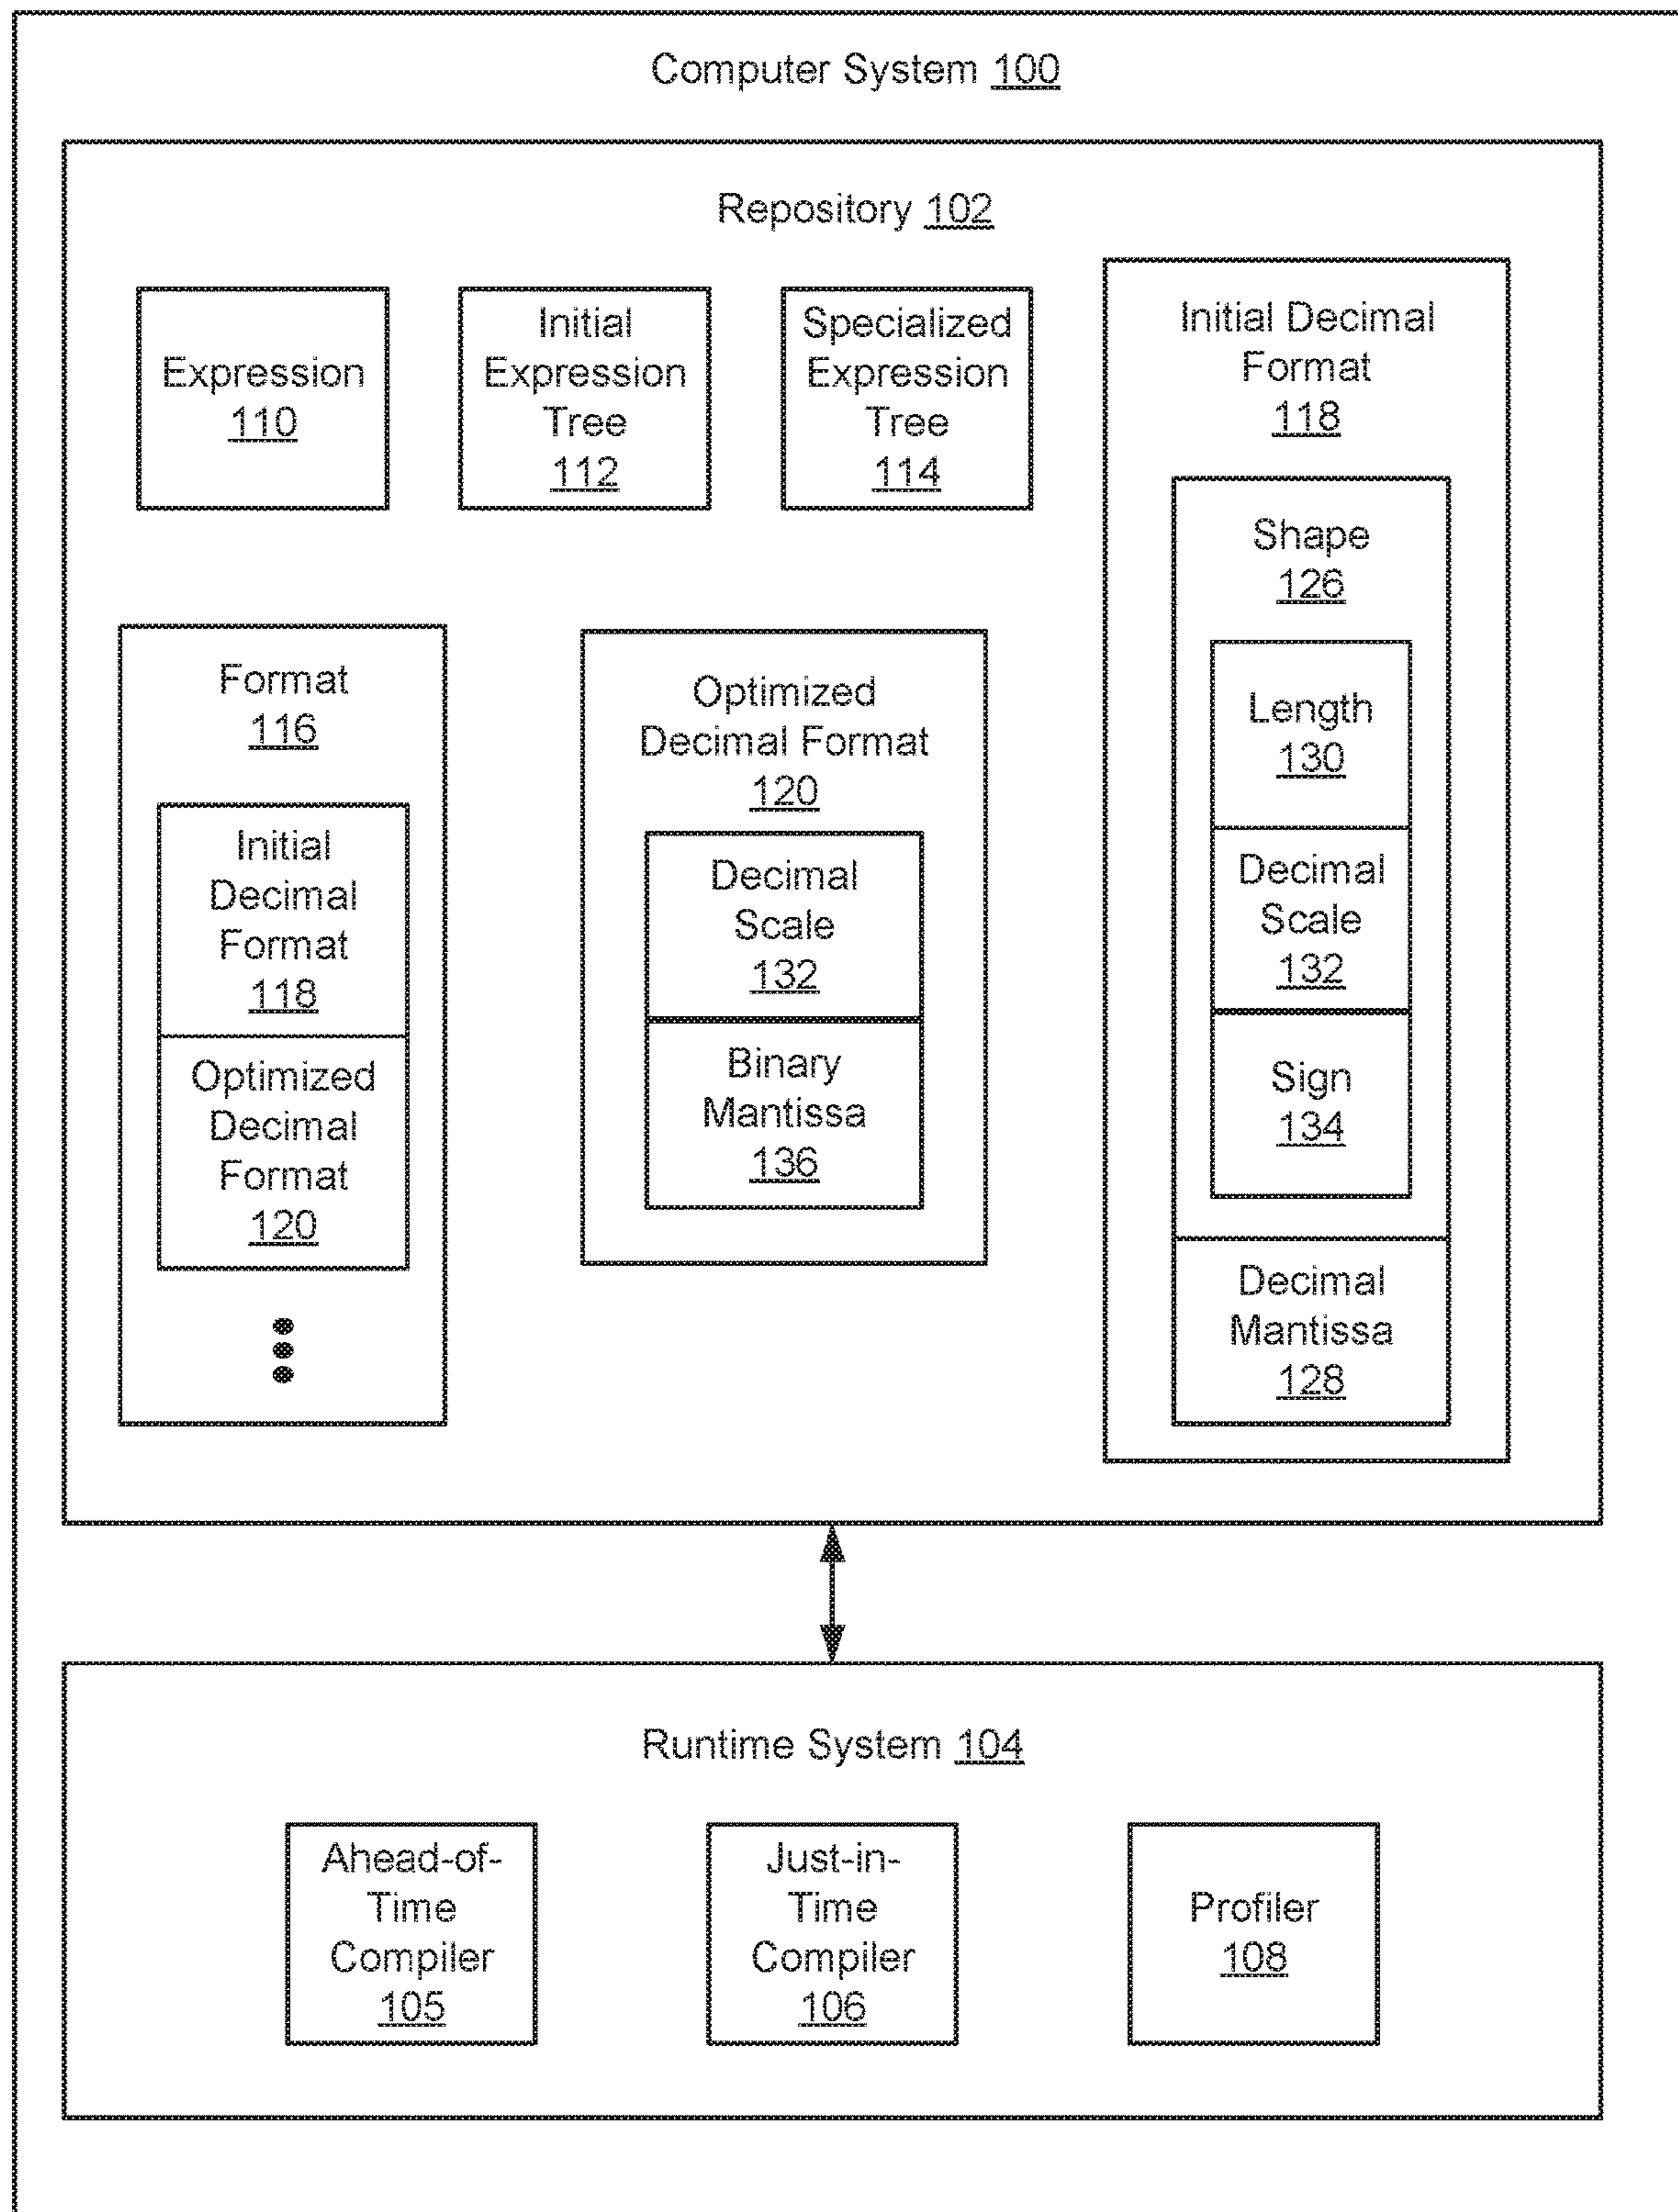 Computer System 100
Repository 102
Expression
110
Initial
Expression
Tree
112
Specialized
Expression
Tree
114
Initial Decimal
Format
118
Shape
126
Length
130
Decimal
Scale
132
Sign
134
Decimal
Mantissa
128
Format
116
Initial
Decimal
Format
118
Optimized
Decimal
Format
120
Optimized
Decimal Format
120
Decimal
Scale
132
Binary
Mantissa
136
Runtime System 104
Ahead-of-
Time
Compiler
105
Just-in-
Time
Compiler
106
Profiler
108